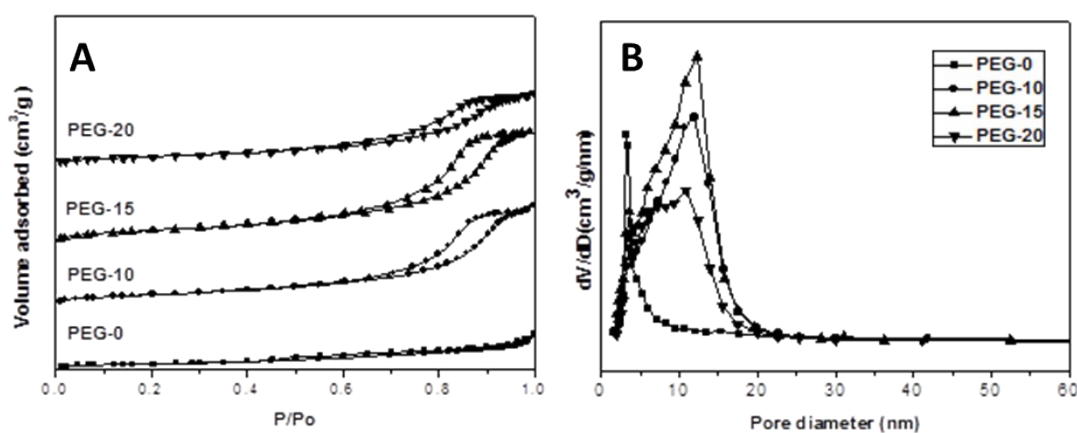 A
Volume adsorbed (cm³/g)
PEG-20
PEG-15
PEG-10
PEG-0
0.0 0.2 0.4 0.6 0.8 1.0
P/Po
B
PEG-0
PEG-10
PEG-15
PEG-20
dV/dD(cm³/g/nm)
0 10 20 30 40 50 60
Pore diameter (nm)